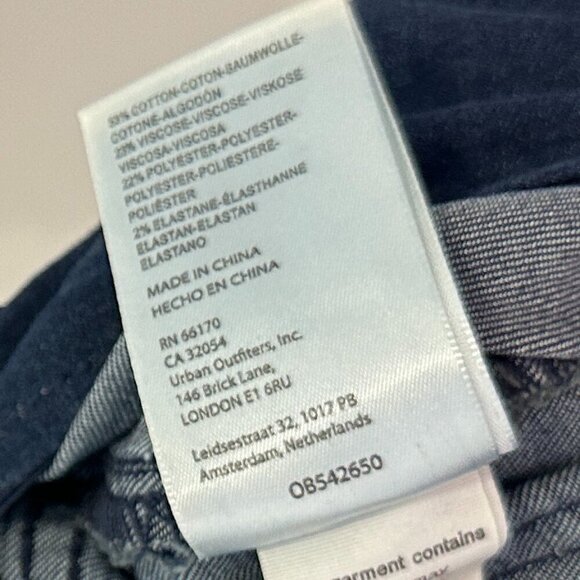 53% COTTON-COTON-BAUMWOLLE-
COTONE-ALGODÓN
23% VISCOSE-VISCOSE-VISKOSE
VISCOSA-VISCOSA
22% POLYESTER-POLYESTER-
POLYESTER-POLIESTERE-
POLIÉSTER
2% ELASTANE-ÉLASTHANNE
ELASTAN-ELASTAN
ELASTANO
MADE IN CHINA
HECHO EN CHINA
RN 66170
CA 32054
Urban Outfitters, Inc.
146 Brick Lane,
LONDON E1 6RU
Leidsestraat 32, 1017 PB
Amsterdam, Netherlands
OB542650
garment contains